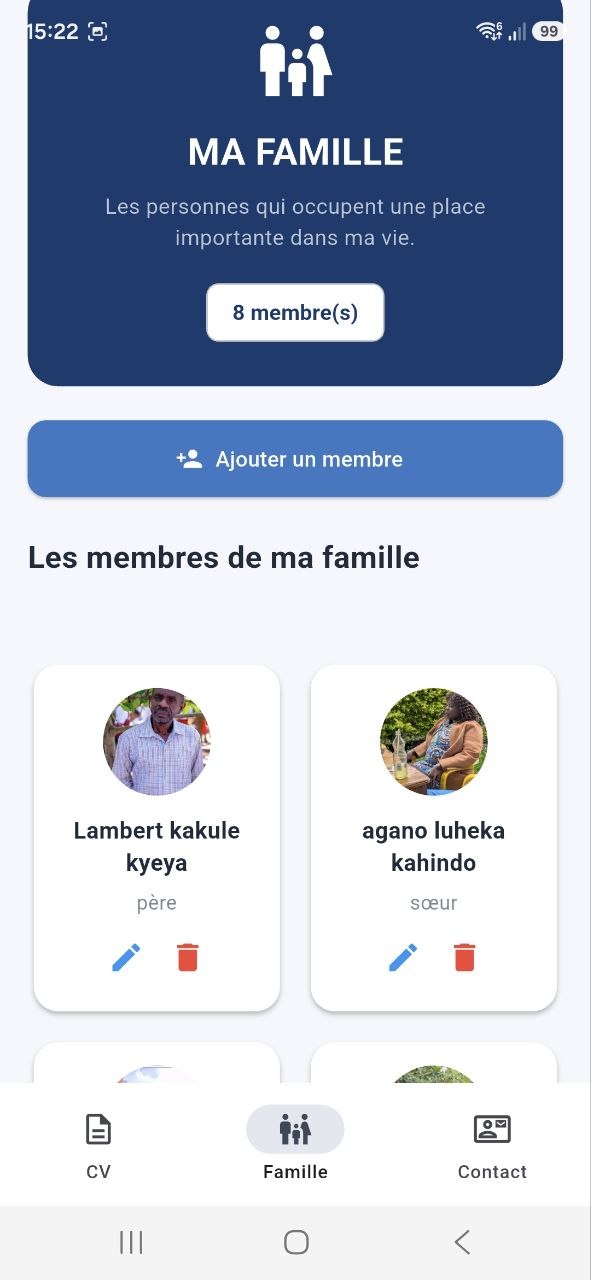 15:22
6
99
MA FAMILLE
Les personnes qui occupent une place
importante dans ma vie.
8 membre(s)
Ajouter un membre
Les membres de ma famille
Lambert kakule
kyeya
père
agano luheka
kahindo
sœur
CV
Famille
Contact